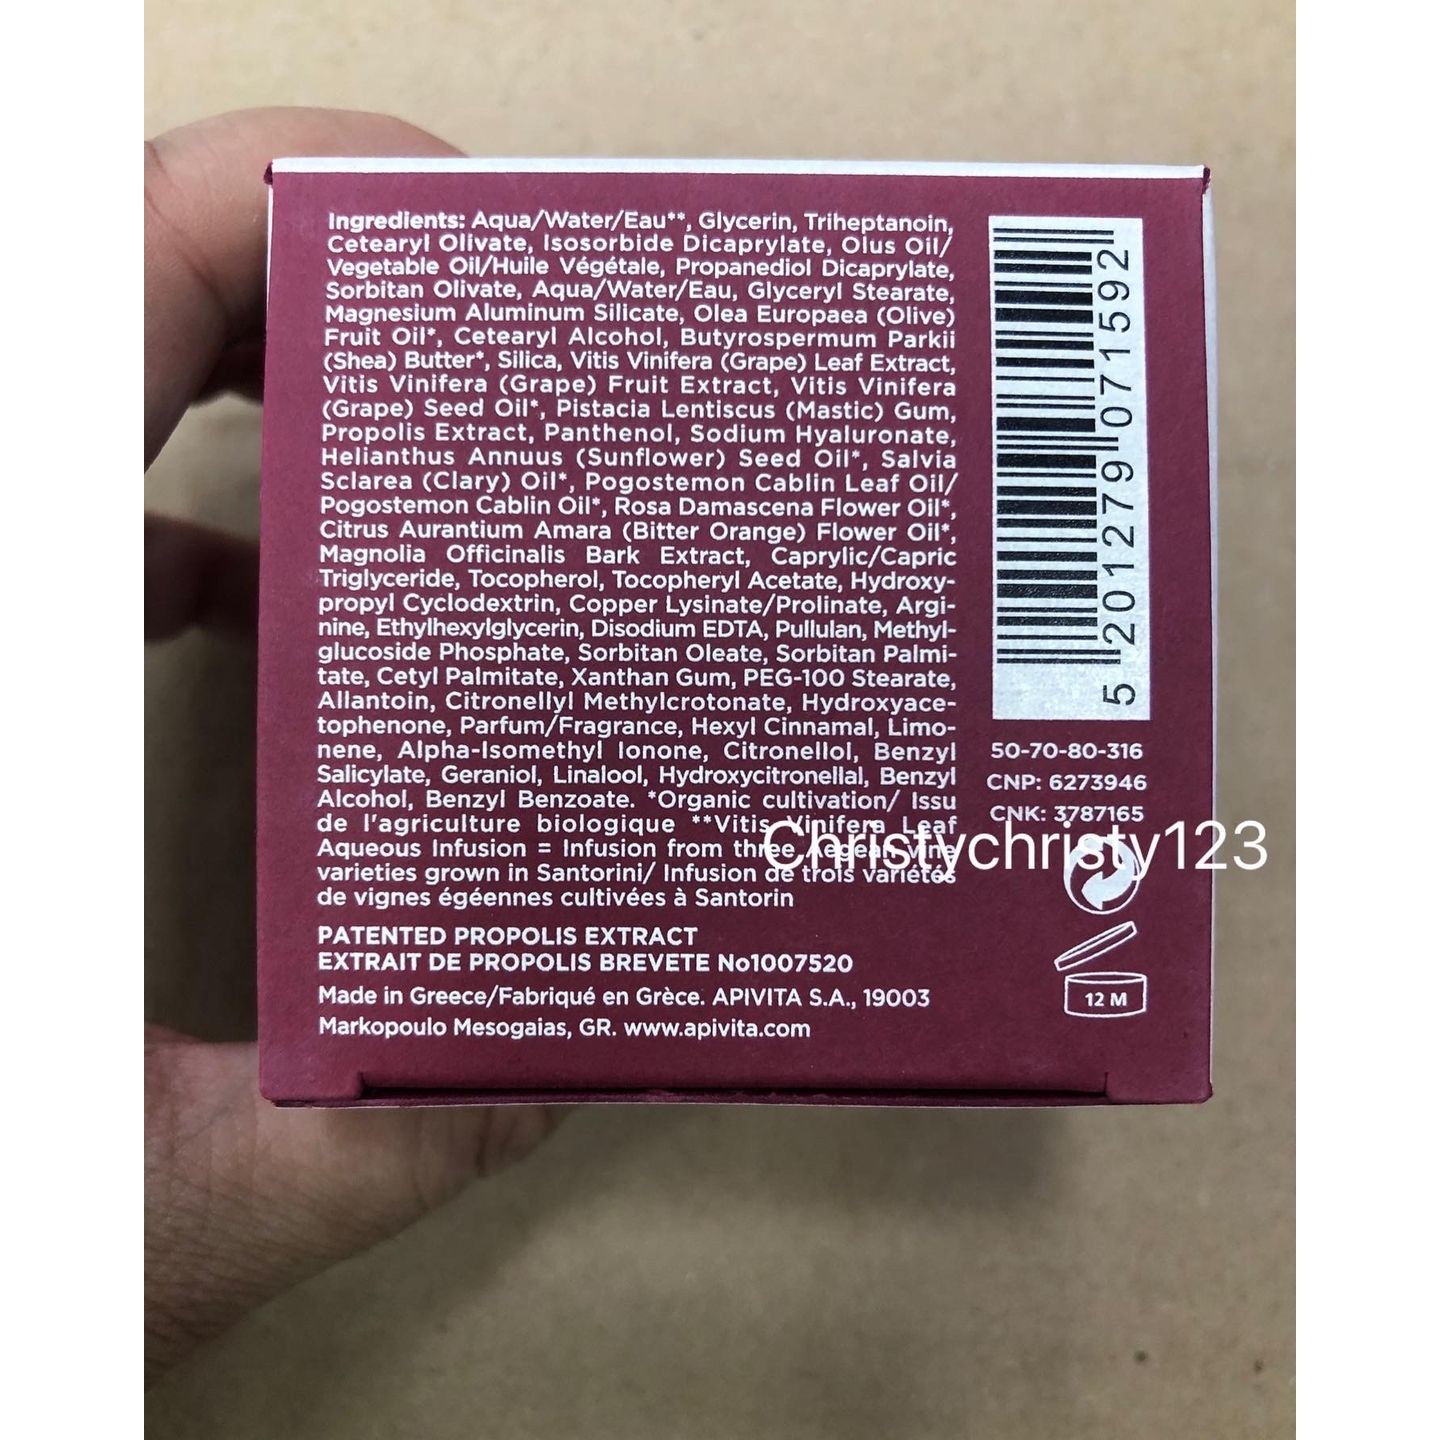 Ingredients: Aqua/Water/Eau**, Glycerin, Triheptanoin,
Cetearyl Olivate, Isosorbide Dicaprylate, Olus Oil/
Vegetable Oil/Huile Végétale, Propanediol Dicaprylate,
Sorbitan Olivate, Aqua/Water/Eau, Glyceryl Stearate,
Magnesium Aluminum Silicate, Olea Europaea (Olive)
Fruit Oil*, Cetearyl Alcohol, Butyrospermum Parkii
(Shea) Butter*, Silica, Vitis Vinifera (Grape) Leaf Extract,
Vitis Vinifera (Grape) Fruit Extract, Vitis Vinifera
(Grape) Seed Oil*, Pistacia Lentiscus (Mastic) Gum,
Propolis Extract, Panthenol, Sodium Hyaluronate,
Helianthus Annuus (Sunflower) Seed Oil*, Salvia
Sclarea (Clary) Oil*, Pogostemon Cablin Leaf Oil/
Pogostemon Cablin Oil*, Rosa Damascena Flower Oil*,
Citrus Aurantium Amara (Bitter Orange) Flower Oil*,
Magnolia Officinalis Bark Extract, Caprylic/Capric
Triglyceride, Tocopherol, Tocopheryl Acetate, Hydroxy-
propyl Cyclodextrin, Copper Lysinate/Prolinate, Argi-
nine, Ethylhexylglycerin, Disodium EDTA, Pullulan, Methyl-
glucoside Phosphate, Sorbitan Oleate, Sorbitan Palmi-
tate, Cetyl Palmitate, Xanthan Gum, PEG-100 Stearate,
Allantoin, Citronellyl Methylcrotonate, Hydroxyace-
tophenone, Parfum/Fragrance, Hexyl Cinnamal, Limo-
nene, Alpha-Isomethyl Ionone, Citronellol, Benzyl
Salicylate, Geraniol, Linalool, Hydroxycitronellal, Benzyl
Alcohol, Benzyl Benzoate. *Organic cultivation/ Issu
de l'agriculture biologique **Vitis Vinifera Leaf
Aqueous Infusion = Infusion from three Aegean vine
varieties grown in Santorini/ Infusion de trois variétés
de vignes égéennes cultivées à Santorin
PATENTED PROPOLIS EXTRACT
EXTRAIT DE PROPOLIS BREVETE No1007520
Made in Greece/Fabriqué en Grèce. APIVITA S.A., 19003
Markopoulo Mesogaias, GR. www.apivita.com
5 201279 071592
50-70-80-316
CNP: 6273946
CNK: 3787165
Christychristy123
12 M